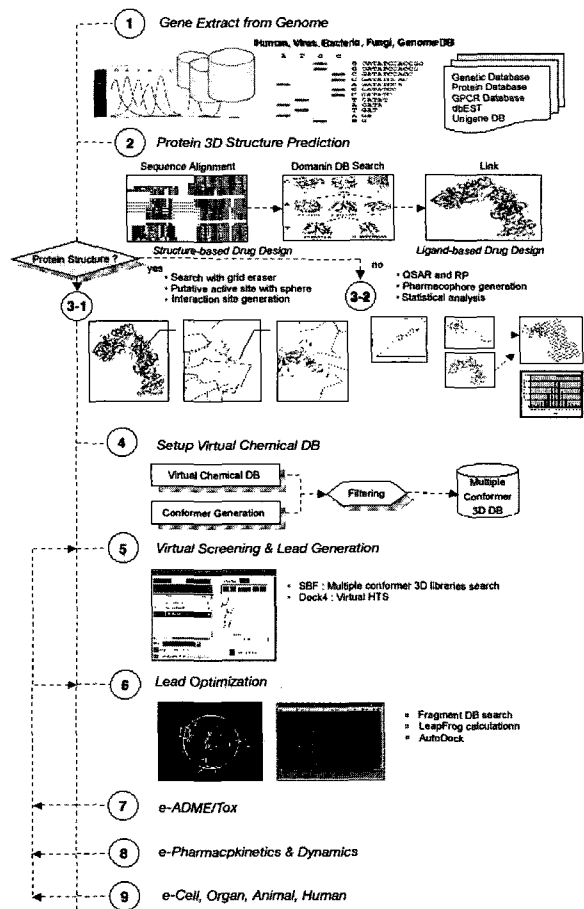 1 Gene Extract from Genome
Human, Virus, Bacteria, Fungi, Genome DB
A T G C
Genetic Database
Protein Database
GPCR Database
dbEST
Unigene DB
2 Protein 3D Structure Prediction
Sequence Alignment
Domanin DB Search
Link
Structure-based Drug Design
Ligand-based Drug Design
Protein Structure ?
yes
no
• Search with grid eraser
• Putative active site with sphere
• Interaction site generation
• QSAR and RP
• Pharmacophore generation
• Statistical analysis
3-1
3-2
4 Setup Virtual Chemical DB
Virtual Chemical DB
Conformer Generation
Filtering
Multiple
Conformer
3D DB
5 Virtual Screening & Lead Generation
SBF : Multiple conformer 3D libraries search
Dock4 : Virtual HTS
6 Lead Optimization
Fragment DB search
LeapFrog calculationn
AutoDock
7 e-ADME/Tox
8 e-Pharmacpkinetics & Dynamics
9 e-Cell, Organ, Animal, Human